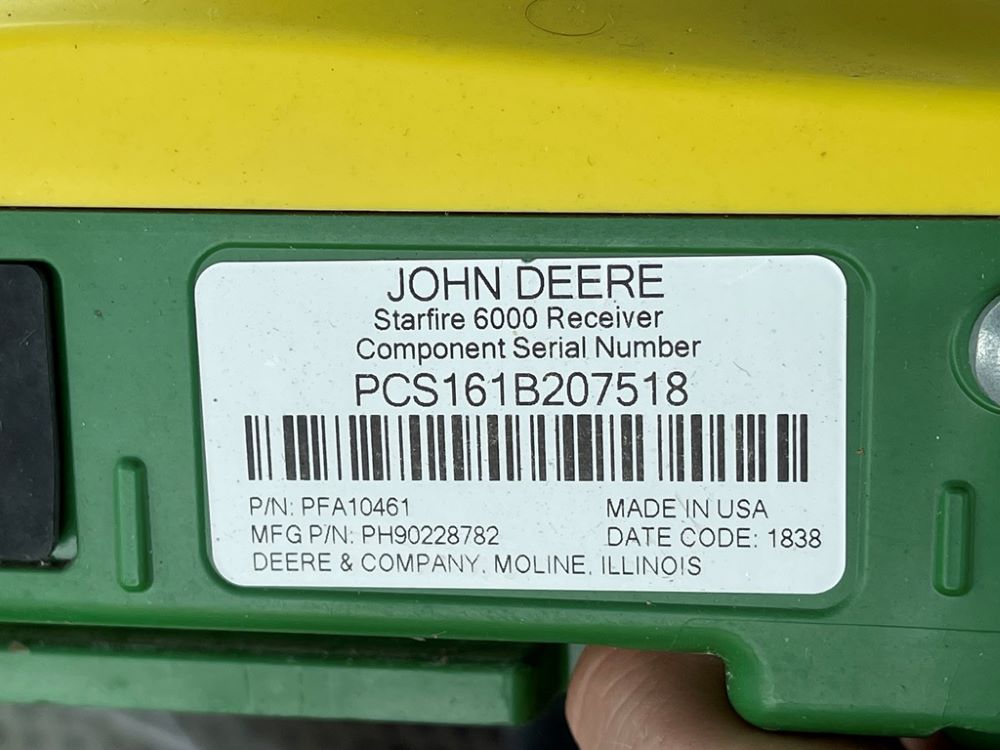 JOHN DEERE
Starfire 6000 Receiver
Component Serial Number
PCS161B207518
P/N: PFA10461
MADE IN USA
MFG P/N: PH90228782
DATE CODE: 1838
DEERE & COMPANY, MOLINE, ILLINOIS